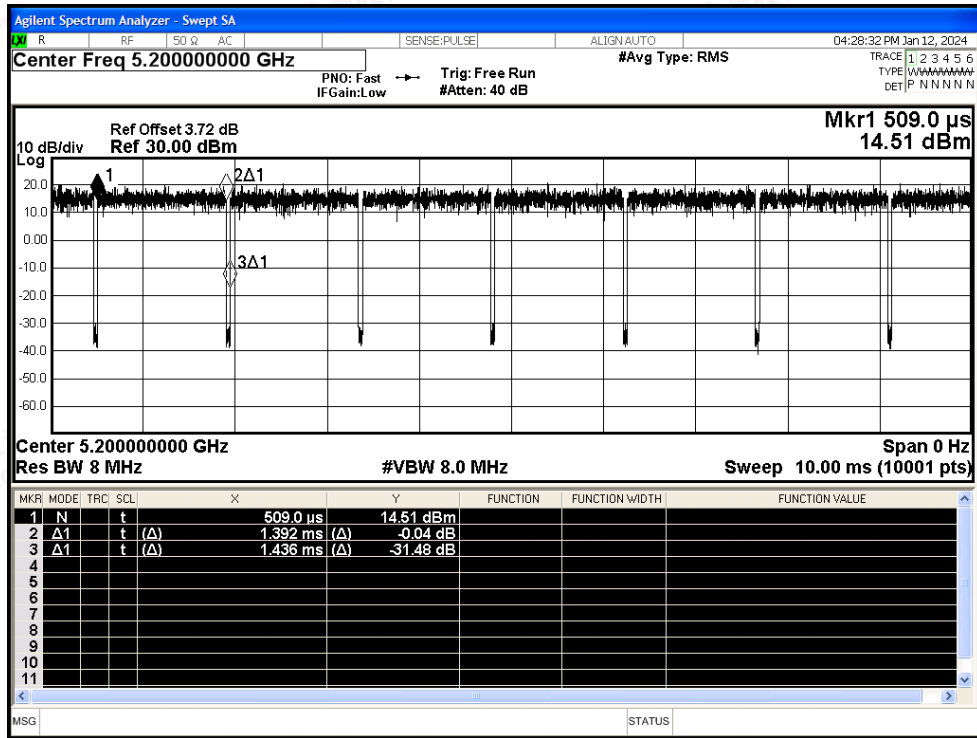 Agilent Spectrum Analyzer - Swept SA
LXI R RF 50 Ω AC SENSE:PULSE ALIGN AUTO 04:28:32 PM Jan 12, 2024
Center Freq 5.200000000 GHz #Avg Type: RMS TRACE 1 2 3 4 5 6
PNO: Fast Trig: Free Run TYPE WWWWWW
IFGain:Low #Atten: 40 dB DET P N N N N N
Mkr1 509.0 µs
14.51 dBm
Ref Offset 3.72 dB
10 dB/div Ref 30.00 dBm
Log
1 2Δ1
20.0
10.0
0.00
3Δ1
-10.0
-20.0
-30.0
-40.0
-50.0
-60.0
Center 5.200000000 GHz Span 0 Hz
Res BW 8 MHz #VBW 8.0 MHz Sweep 10.00 ms (10001 pts)
MKR MODE TRC SCL X Y FUNCTION FUNCTION WIDTH FUNCTION VALUE
1 N t 509.0 µs 14.51 dBm
2 Δ1 t (Δ) 1.392 ms (Δ) -0.04 dB
3 Δ1 t (Δ) 1.436 ms (Δ) -31.48 dB
4
5
6
7
8
9
10
11
MSG STATUS